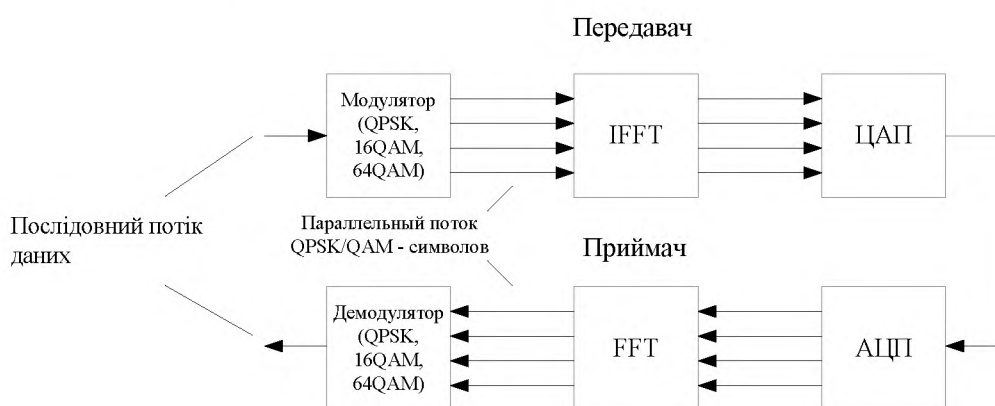 Передавач
Модулятор
(QPSK,
16QAM,
64QAM)
IFFT
ЦАП
Послідовний потік
даних
Параллельный поток
QPSK/QAM - символов
Приймач
Демодулятор
(QPSK,
16QAM,
64QAM)
FFT
АЦП